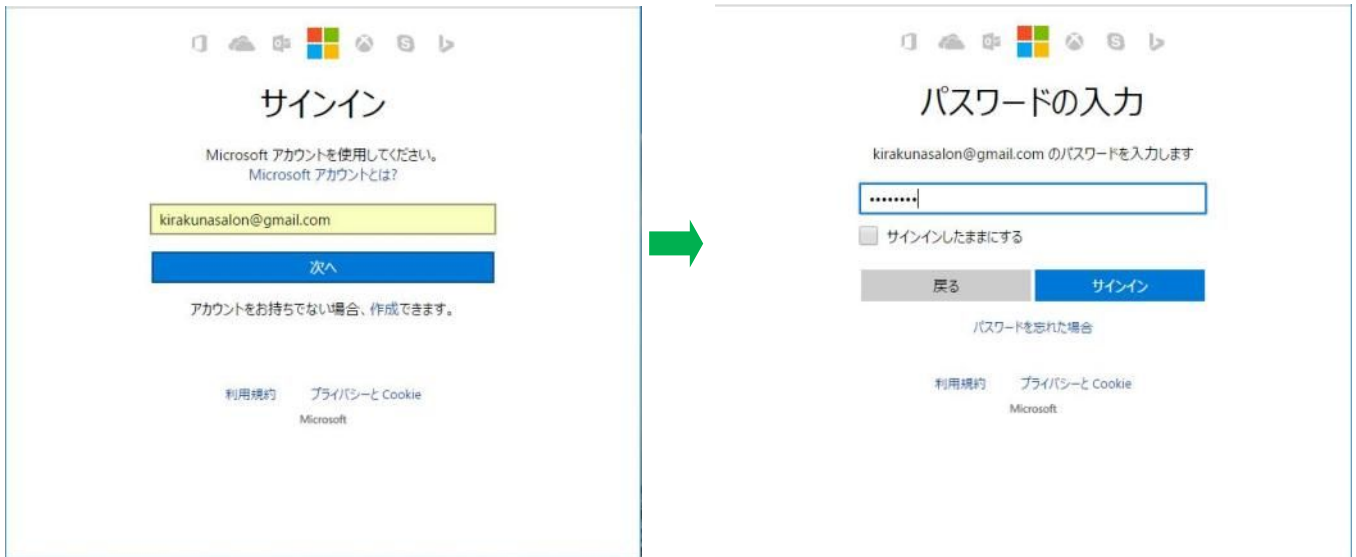 サインイン
Microsoft アカウントを使用してください。
Microsoft アカウントとは?
kirakunasalon@gmail.com
次へ
アカウントをお持ちでない場合、作成できます。
利用規約 プライバシーと Cookie
Microsoft
パスワードの入力
kirakunasalon@gmail.com のパスワードを入力します
••••••••
サインインしたままにする
戻る サインイン
パスワードを忘れた場合
利用規約 プライバシーと Cookie
Microsoft